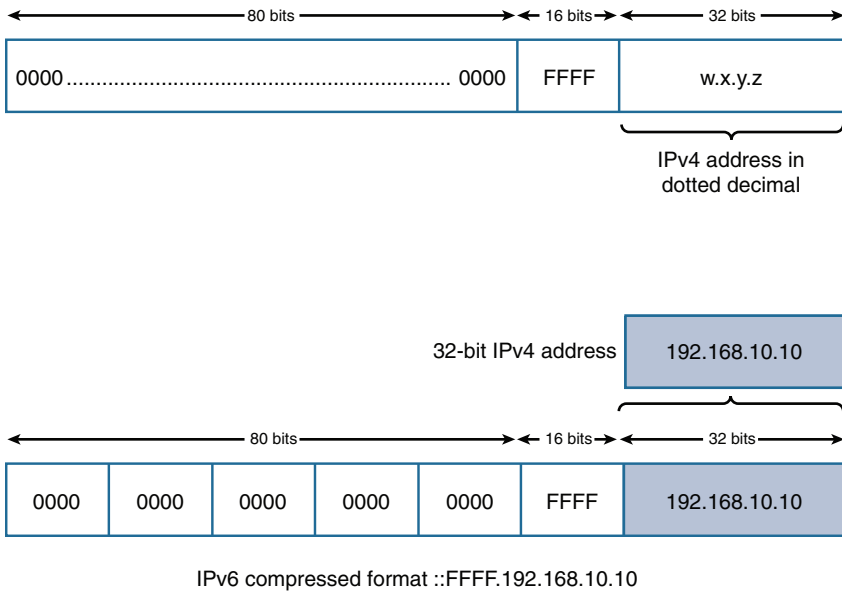 80 bits 16 bits 32 bits
0000 ...................................................... 0000 FFFF w.x.y.z
IPv4 address in
dotted decimal
32-bit IPv4 address 192.168.10.10
80 bits 16 bits 32 bits
0000 0000 0000 0000 0000 FFFF 192.168.10.10
IPv6 compressed format ::FFFF.192.168.10.10